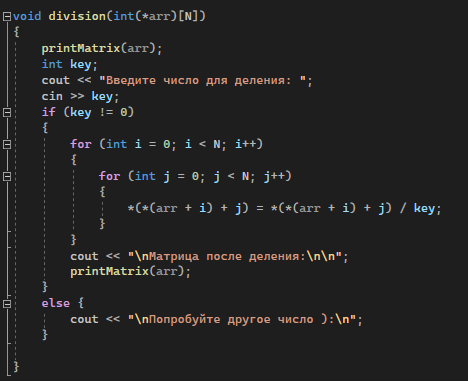 void division(int(*arr)[N])
{
    printMatrix(arr);
    int key;
    cout << "Введите число для деления: ";
    cin >> key;
    if (key != 0)
    {
        for (int i = 0; i < N; i++)
        {
            for (int j = 0; j < N; j++)
            {
                *(*(arr + i) + j) = *(*(arr + i) + j) / key;
            }
        }
        cout << "\nМатрица после деления:\n\n";
        printMatrix(arr);
    }
    else {
        cout << "\nПопробуйте другое число ):\n";
    }

}